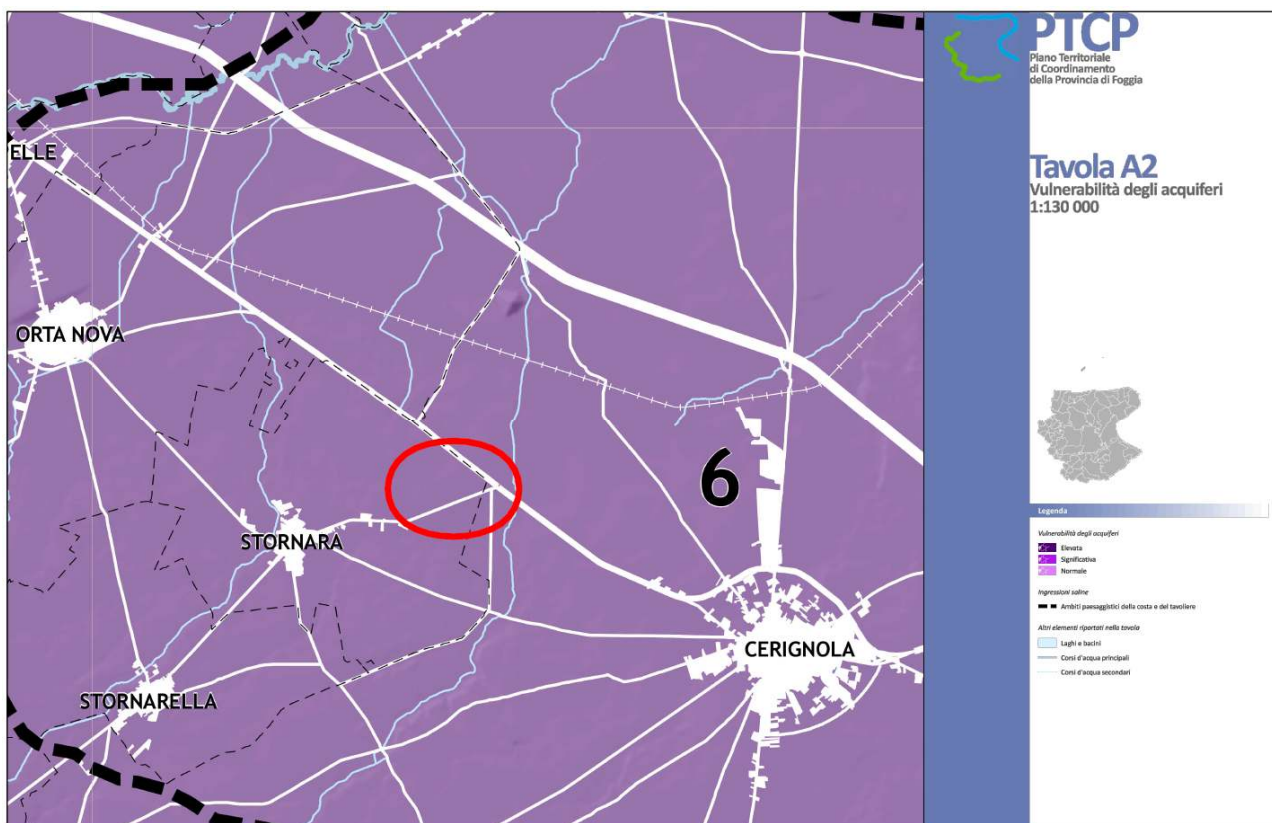 ELLE
ORTA NOVA
STORNARA
STORNARELLA
6
CERIGNOLA
PTCP
Piano Territoriale
di Coordinamento
della Provincia di Foggia
Tavola A2
Vulnerabilità degli acquiferi
1:130 000
Legenda
Vulnerabilità degli acquiferi
Elevata
Significativa
Normale
Ingressioni saline
Ambiti paesaggistici della costa e del tavoliere
Altri elementi riportati nella tavola
Laghi e bacini
Corsi d'acqua principali
Corsi d'acqua secondari